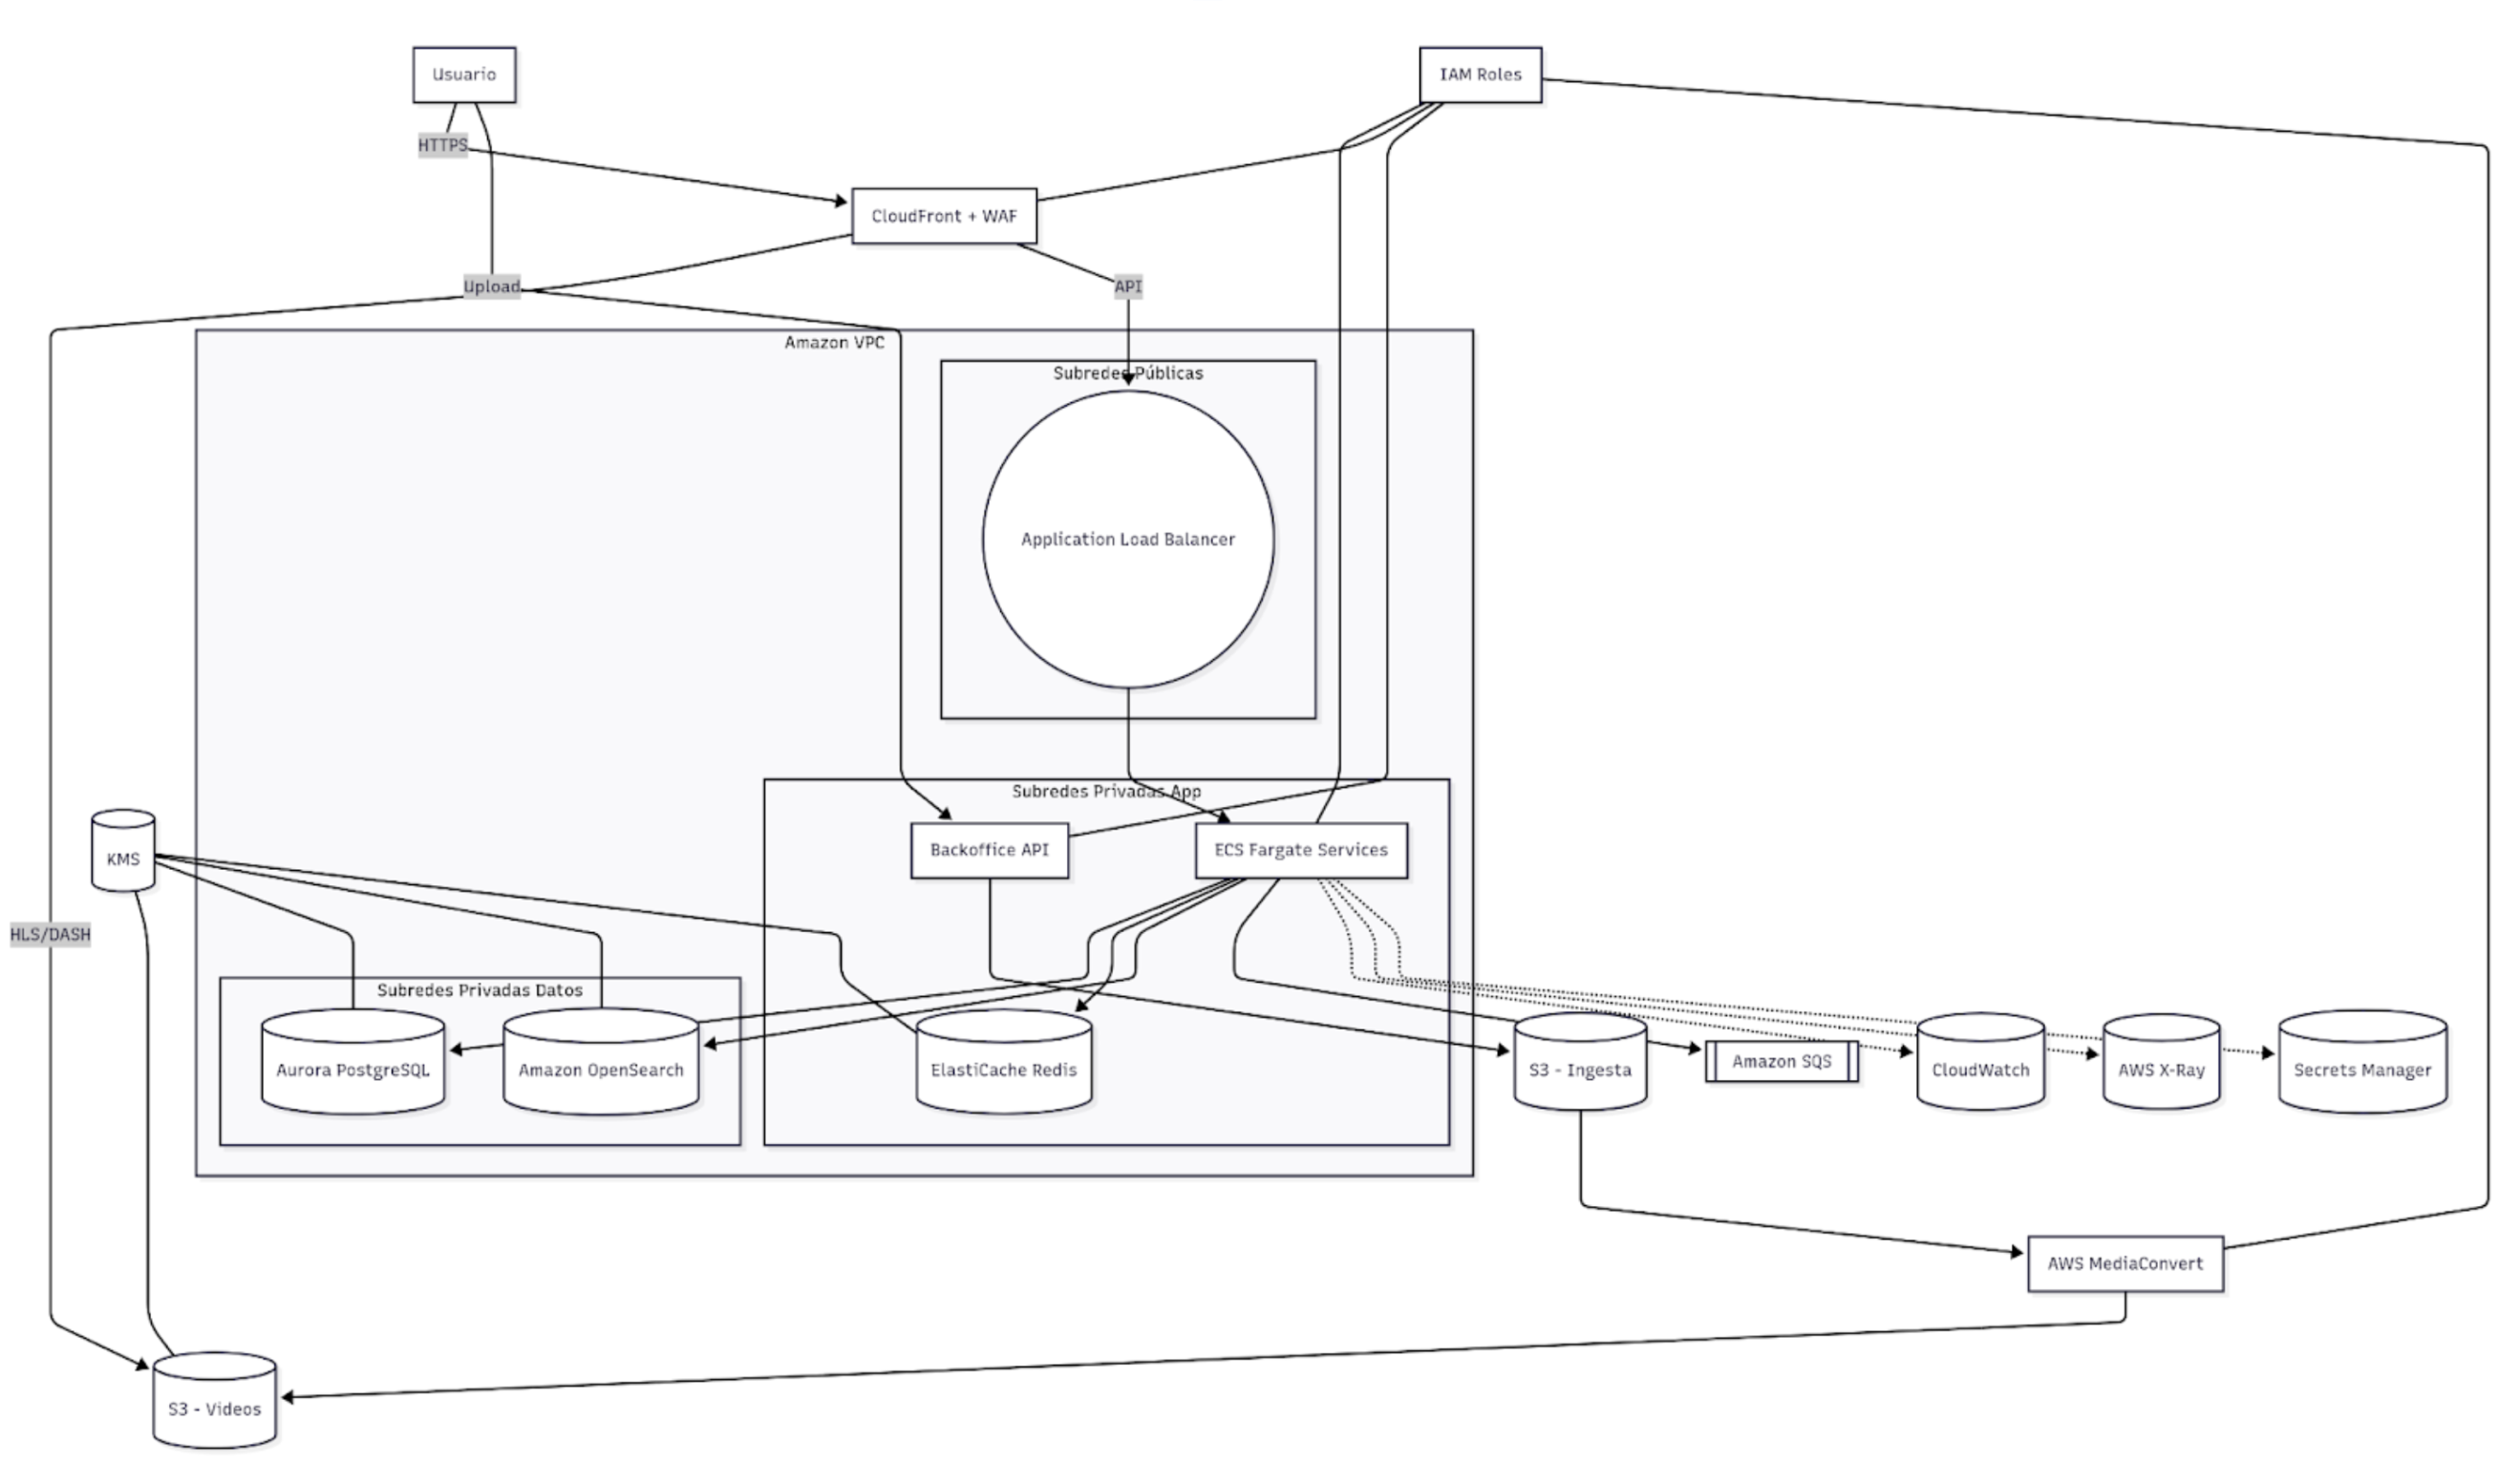 Usuario
IAM Roles
HTTPS
CloudFront + WAF
Upload
API
Amazon VPC
Subredes Públicas
Application Load Balancer
Subredes Privadas App
Backoffice API
ECS Fargate Services
KMS
HLS/DASH
Subredes Privadas Datos
Aurora PostgreSQL
Amazon OpenSearch
ElastiCache Redis
S3 - Ingesta
Amazon SQS
CloudWatch
AWS X-Ray
Secrets Manager
AWS MediaConvert
S3 - Videos